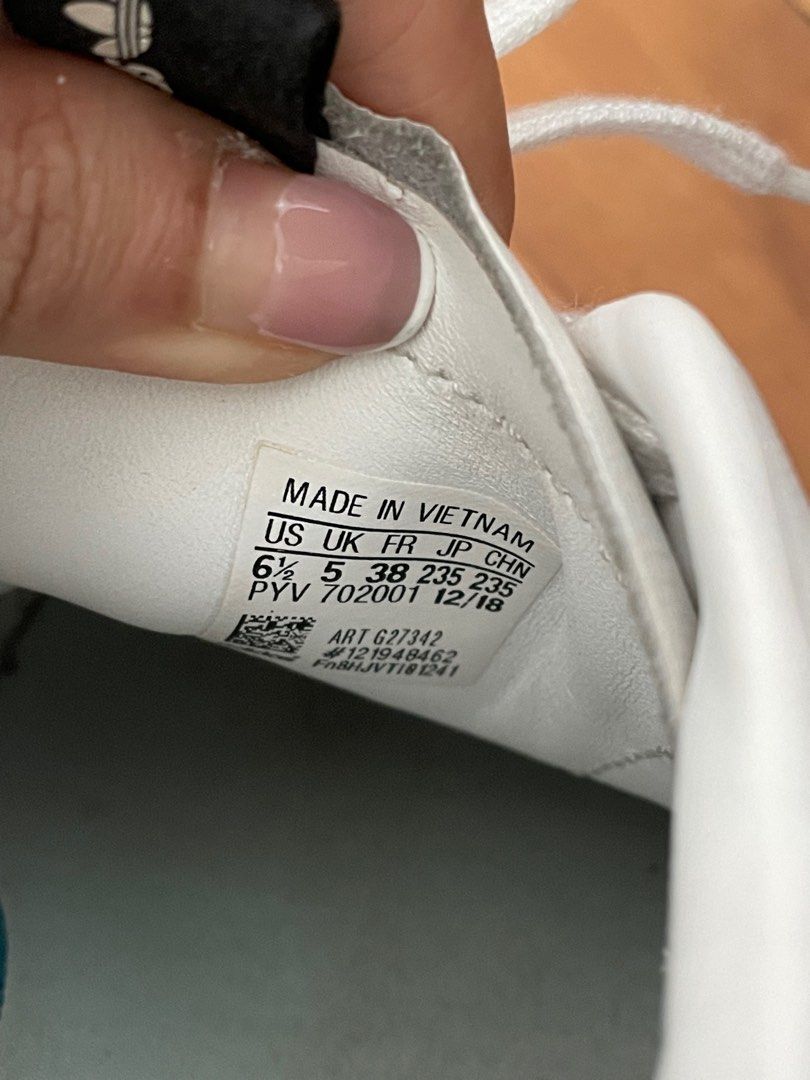 MADE IN VIETNAM
US UK FR JP CHN
6½ 5 38 235 235
PYV 702001 12/18
ART G27342
#121948462